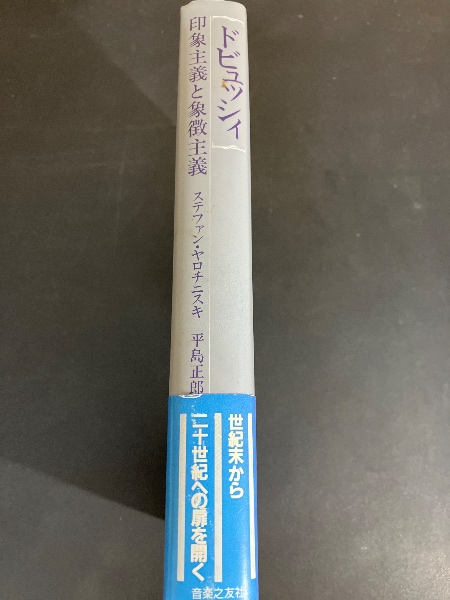 ドビュッシィ
印象主義と象徴主義
ステファン・ヤロチニスキ
平島正郎
世紀末から
二十世紀への扉を開く
音楽之友社